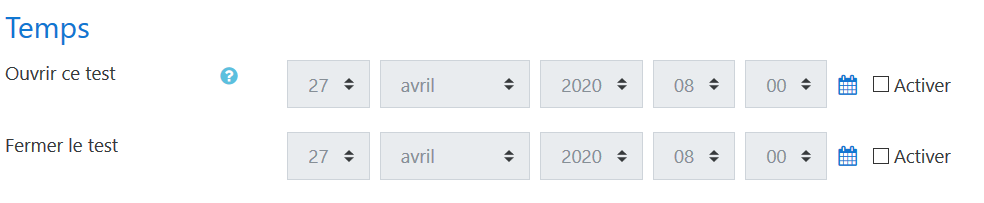 Temps
Ouvrir ce test ? 27 avril 2020 08 00 Activer
Fermer le test 27 avril 2020 08 00 Activer